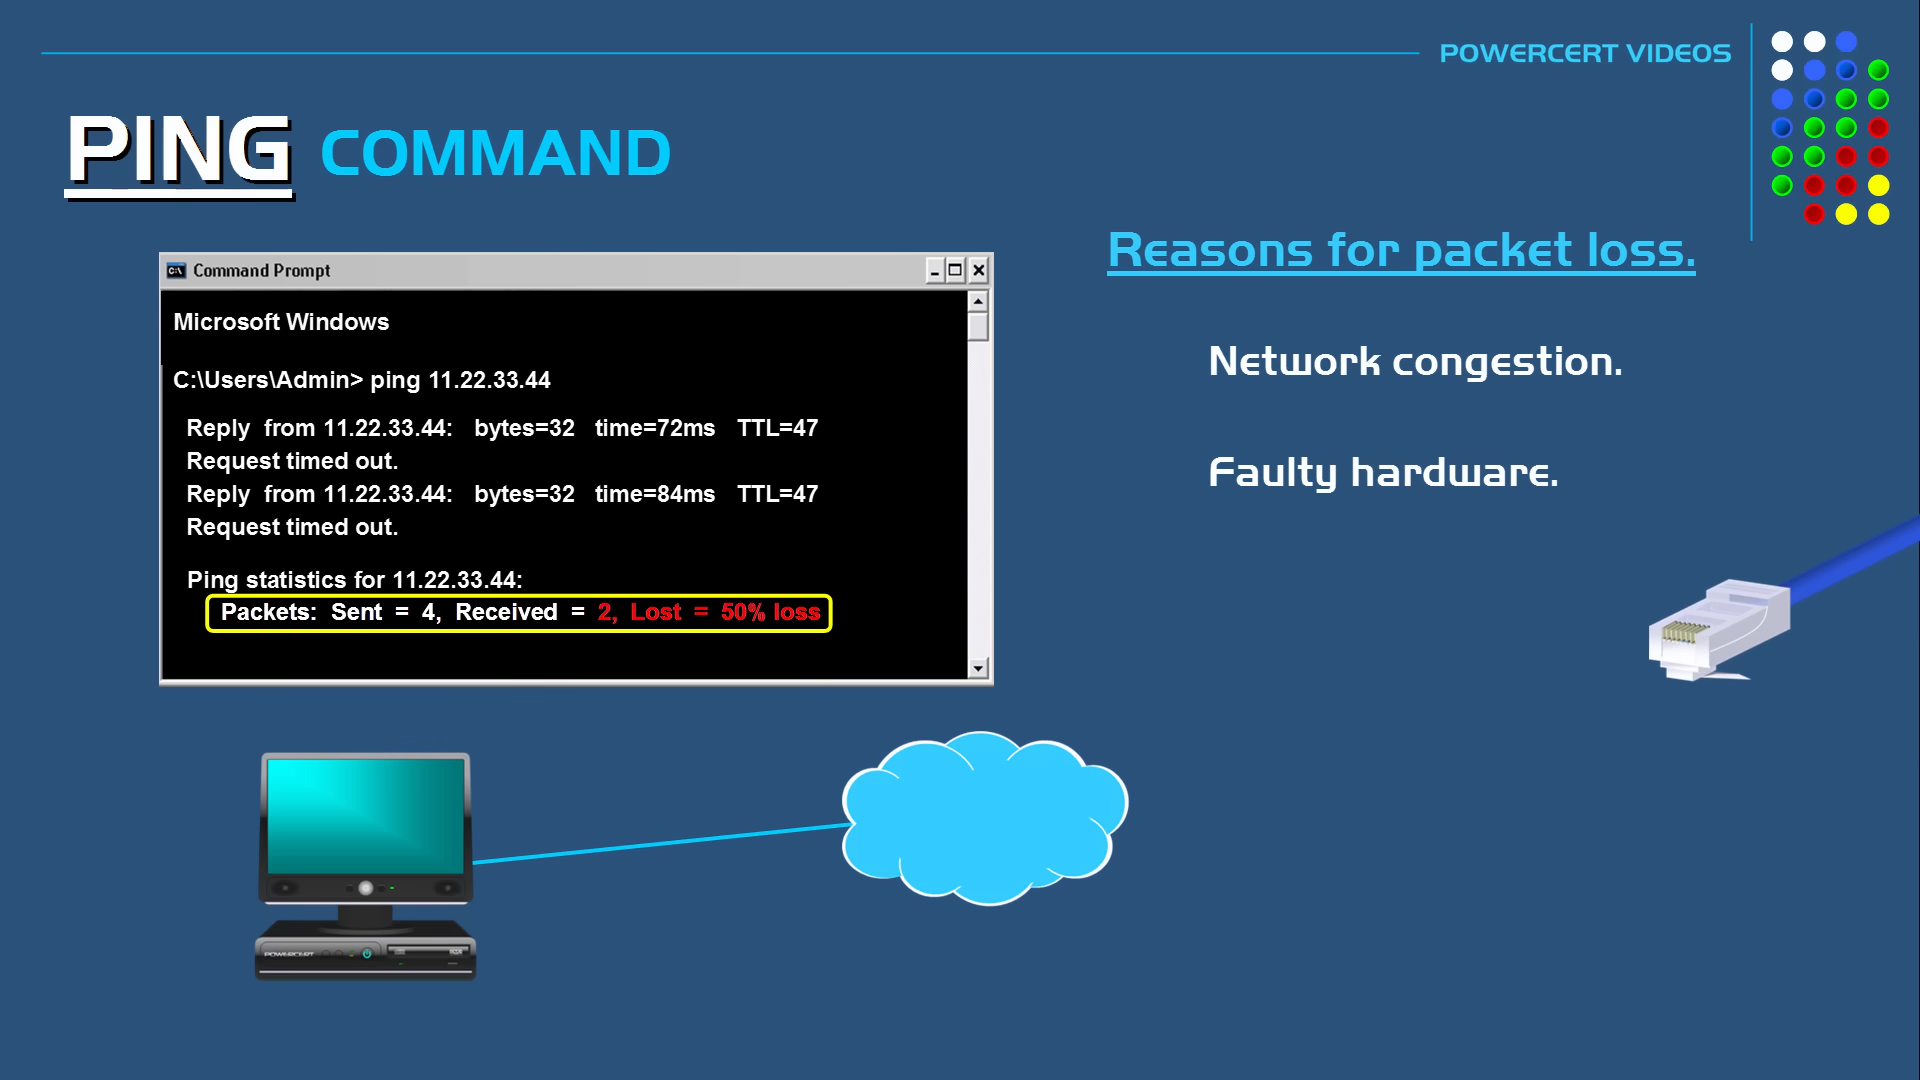 POWERCERT VIDEOS
PING COMMAND
Command Prompt
Microsoft Windows
C:\Users\Admin> ping 11.22.33.44
Reply from 11.22.33.44: bytes=32 time=72ms TTL=47
Request timed out.
Reply from 11.22.33.44: bytes=32 time=84ms TTL=47
Request timed out.
Ping statistics for 11.22.33.44:
Packets: Sent = 4, Received = 2, Lost = 50% loss
Reasons for packet loss.
Network congestion.
Faulty hardware.
POWERCERT